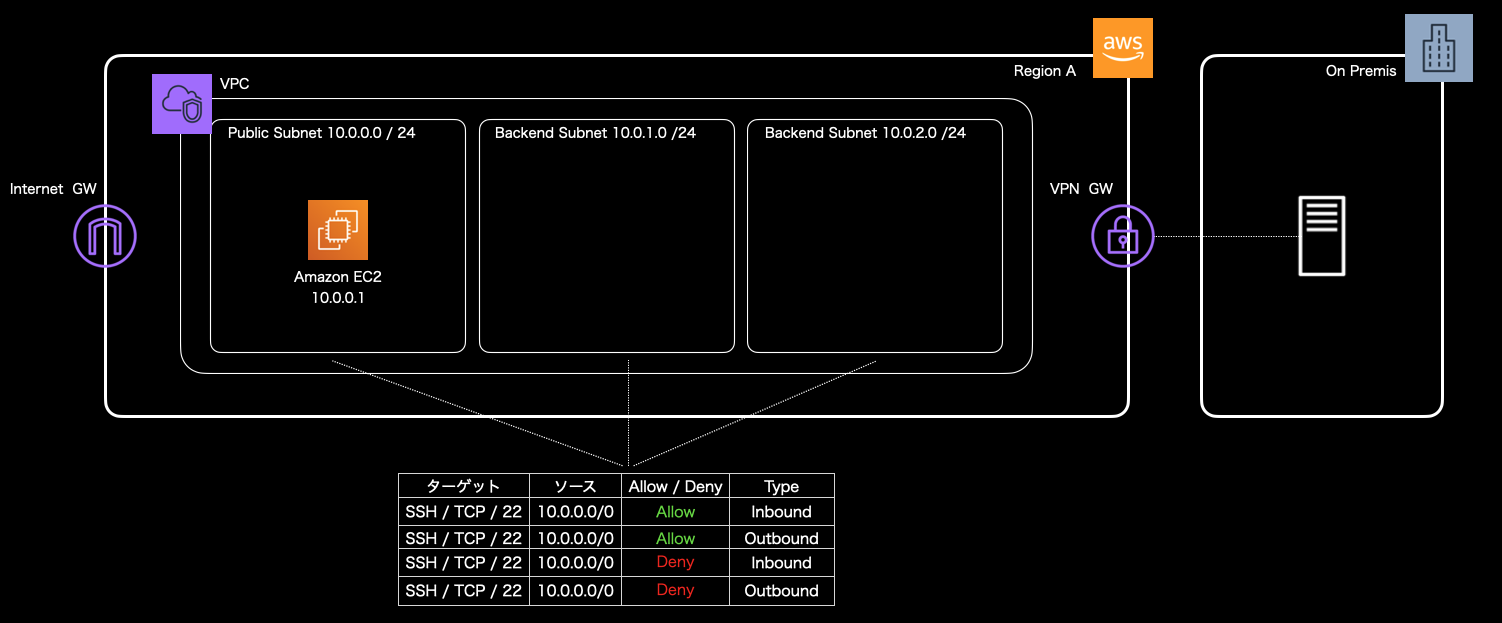 aws
Region A
On Premis
VPC
Public Subnet 10.0.0.0 / 24
Backend Subnet 10.0.1.0 /24
Backend Subnet 10.0.2.0 /24
Internet GW
VPN GW
Amazon EC2
10.0.0.1
ターゲット ソース Allow / Deny Type
SSH / TCP / 22 10.0.0.0/0 Allow Inbound
SSH / TCP / 22 10.0.0.0/0 Allow Outbound
SSH / TCP / 22 10.0.0.0/0 Deny Inbound
SSH / TCP / 22 10.0.0.0/0 Deny Outbound